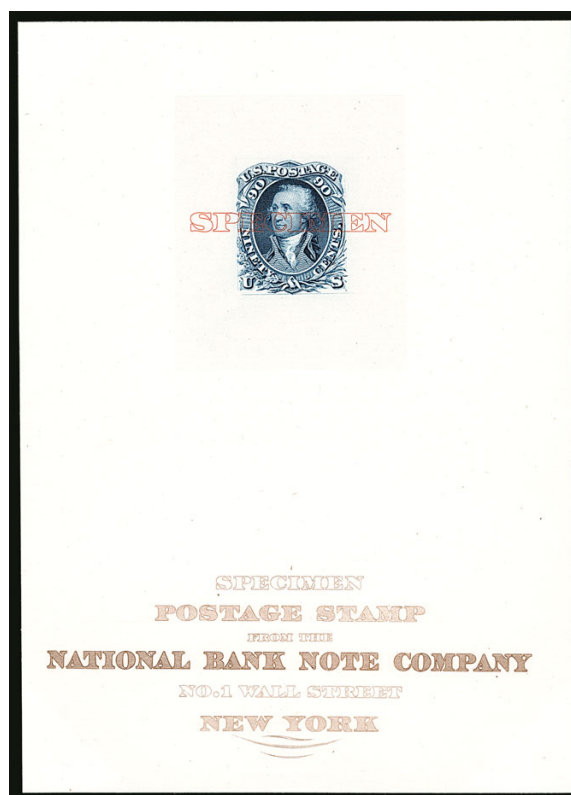 U.S. POSTAGE
90 90
SPECIMEN
NINETY CENTS
U S
SPECIMEN
POSTAGE STAMP
FROM THE
NATIONAL BANK NOTE COMPANY
NO. 1 WALL STREET
NEW YORK